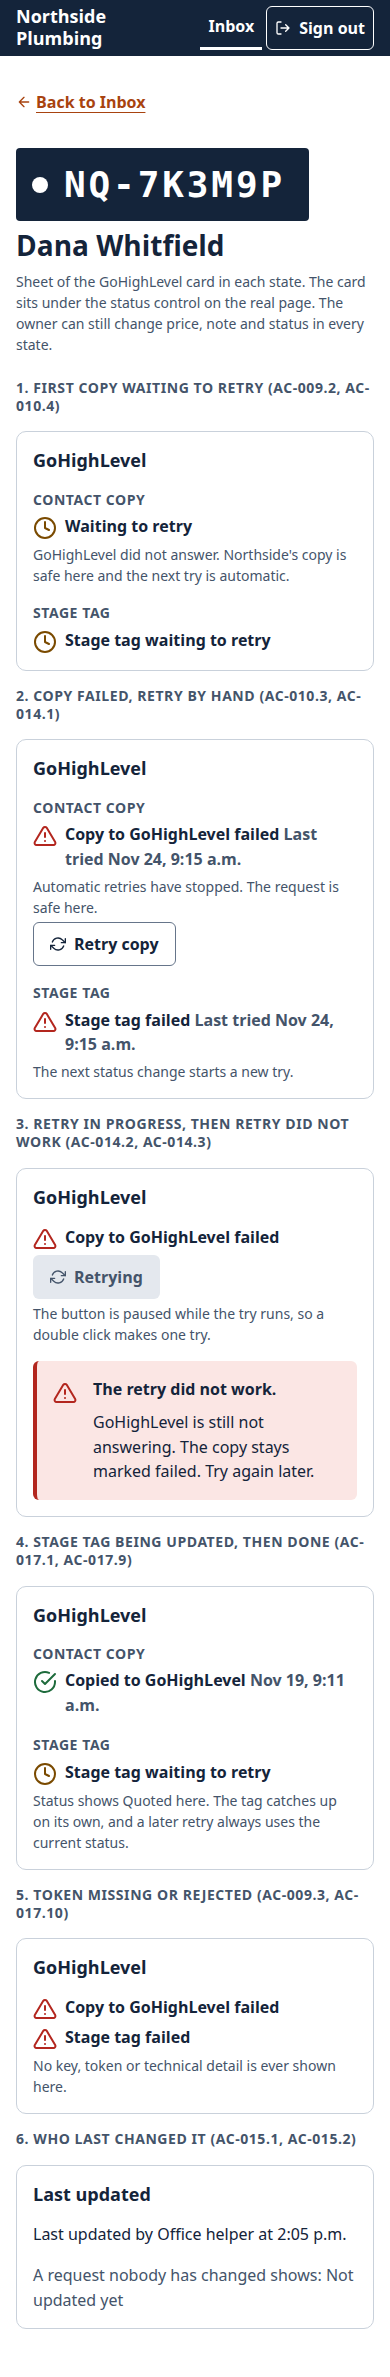 Northside
Plumbing
Inbox
Sign out
Back to Inbox
NQ-7K3M9P
Dana Whitfield
Sheet of the GoHighLevel card in each state. The card
sits under the status control on the real page. The
owner can still change price, note and status in every
state.
1. FIRST COPY WAITING TO RETRY (AC-009.2, AC-
010.4)
GoHighLevel
CONTACT COPY
Waiting to retry
GoHighLevel did not answer. Northside's copy is
safe here and the next try is automatic.
STAGE TAG
Stage tag waiting to retry
2. COPY FAILED, RETRY BY HAND (AC-010.3, AC-
014.1)
GoHighLevel
CONTACT COPY
Copy to GoHighLevel failed Last
tried Nov 24, 9:15 a.m.
Automatic retries have stopped. The request is
safe here.
Retry copy
STAGE TAG
Stage tag failed Last tried Nov 24,
9:15 a.m.
The next status change starts a new try.
3. RETRY IN PROGRESS, THEN RETRY DID NOT
WORK (AC-014.2, AC-014.3)
GoHighLevel
Copy to GoHighLevel failed
Retrying
The button is paused while the try runs, so a
double click makes one try.
The retry did not work.
GoHighLevel is still not
answering. The copy stays
marked failed. Try again later.
4. STAGE TAG BEING UPDATED, THEN DONE (AC-
017.1, AC-017.9)
GoHighLevel
CONTACT COPY
Copied to GoHighLevel Nov 19, 9:11
a.m.
STAGE TAG
Stage tag waiting to retry
Status shows Quoted here. The tag catches up
on its own, and a later retry always uses the
current status.
5. TOKEN MISSING OR REJECTED (AC-009.3, AC-
017.10)
GoHighLevel
Copy to GoHighLevel failed
Stage tag failed
No key, token or technical detail is ever shown
here.
6. WHO LAST CHANGED IT (AC-015.1, AC-015.2)
Last updated
Last updated by Office helper at 2:05 p.m.
A request nobody has changed shows: Not
updated yet